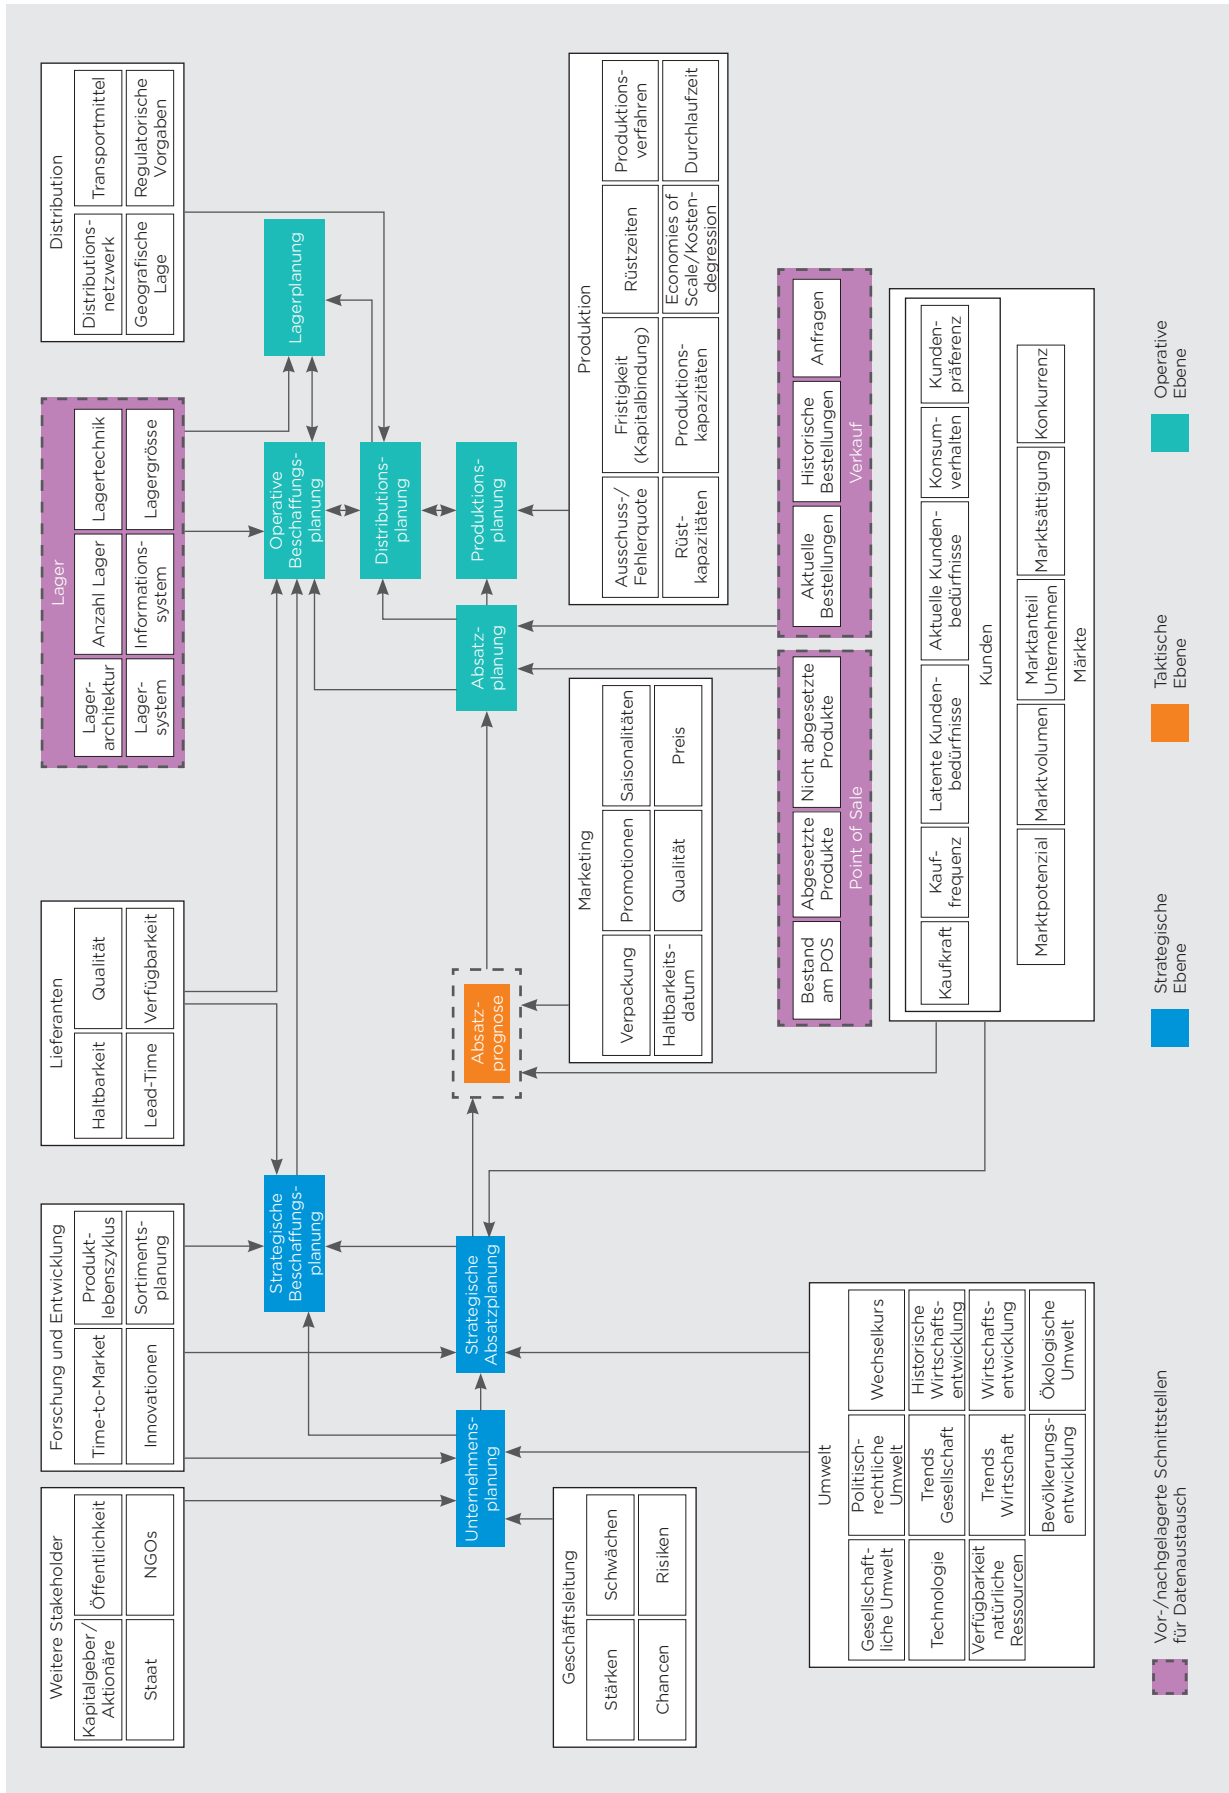 Weitere Stakeholder
Kapitalgeber/
Aktionäre
Öffentlichkeit
Staat
NGOs
Forschung und Entwicklung
Time-to-Market
Produkt-
lebenszyklus
Innovationen
Sortiments-
planung
Lieferanten
Haltbarkeit
Qualität
Lead-Time
Verfügbarkeit
Lager
Lager-
architektur
Anzahl Lager
Lagertechnik
Lager-
system
Informations-
system
Lagergrösse
Distribution
Distributions-
netzwerk
Transportmittel
Geografische
Lage
Regulatorische
Vorgaben
Strategische
Beschaffungs-
planung
Operative
Beschaffungs-
planung
Lagerplanung
Distributions-
planung
Unternehmens-
planung
Strategische
Absatzplanung
Absatz-
prognose
Absatz-
planung
Produktions-
planung
Geschäftsleitung
Stärken
Schwächen
Chancen
Risiken
Marketing
Verpackung
Promotionen
Saisonalitäten
Haltbarkeits-
datum
Qualität
Preis
Produktion
Ausschuss-/
Fehlerquote
Fristigkeit
(Kapitalbindung)
Rüstzeiten
Produktions-
verfahren
Rüst-
kapazitäten
Produktions-
kapazitäten
Economies of
Scale/Kosten-
degression
Durchlaufzeit
Umwelt
Gesellschaft-
liche Umwelt
Politisch-
rechtliche
Umwelt
Wechselkurs
Technologie
Trends
Gesellschaft
Historische
Wirtschafts-
entwicklung
Verfügbarkeit
natürliche
Ressourcen
Trends
Wirtschaft
Wirtschafts-
entwicklung
Bevölkerungs-
entwicklung
Ökologische
Umwelt
Bestand
am POS
Abgesetzte
Produkte
Nicht abgesetzte
Produkte
Point of Sale
Aktuelle
Bestellungen
Historische
Bestellungen
Anfragen
Verkauf
Kaufkraft
Kauf-
frequenz
Latente Kunden-
bedürfnisse
Aktuelle Kunden-
bedürfnisse
Konsum-
verhalten
Kunden-
präferenz
Kunden
Marktpotenzial
Marktvolumen
Marktanteil
Unternehmen
Marktsättigung
Konkurrenz
Märkte
Vor-/nachgelagerte Schnittstellen
für Datenaustausch
Strategische
Ebene
Taktische
Ebene
Operative
Ebene